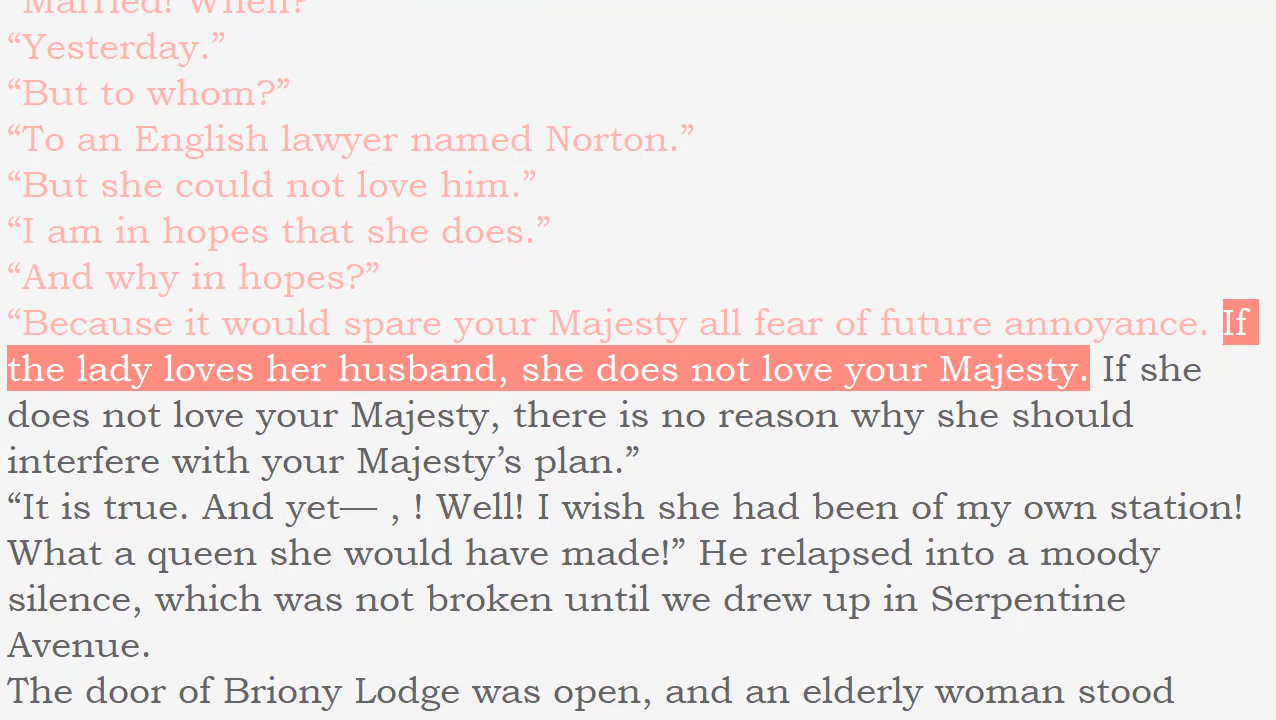 “Married! When?”
“Yesterday.”
“But to whom?”
“To an English lawyer named Norton.”
“But she could not love him.”
“I am in hopes that she does.”
“And why in hopes?”
“Because it would spare your Majesty all fear of future annoyance. If
the lady loves her husband, she does not love your Majesty. If she
does not love your Majesty, there is no reason why she should
interfere with your Majesty’s plan.”
“It is true. And yet— , ! Well! I wish she had been of my own station!
What a queen she would have made!” He relapsed into a moody
silence, which was not broken until we drew up in Serpentine
Avenue.
The door of Briony Lodge was open, and an elderly woman stood